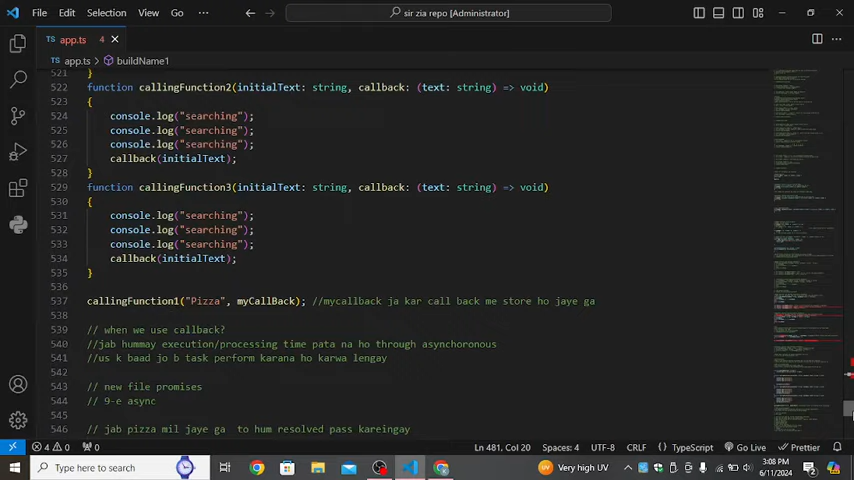 File Edit Selection View Go ... sir zia repo [Administrator]
TS app.ts 4
TS app.ts > buildName1
521 }
522 function callingFunction2(initialText: string, callback: (text: string) => void)
523 {
524 console.log("searching");
525 console.log("searching");
526 console.log("searching");
527 callback(initialText);
528 }
529 function callingFunction3(initialText: string, callback: (text: string) => void)
530 {
531 console.log("searching");
532 console.log("searching");
533 console.log("searching");
534 callback(initialText);
535 }
536
537 callingFunction1("Pizza", myCallBack); //mycallback ja kar call back me store ho jaye ga
538
539 // when we use callback?
540 //jab hummay execution/processing time pata na ho through asynchoronous
541 //us k baad jo b task perform karana ho karwa lengay
542
543 // new file promises
544 // 9-e async
545
546 // jab pizza mil jaye ga to hum resolved pass kareingay
4 0 0 Ln 481, Col 20 Spaces: 4 UTF-8 CRLF {} TypeScript Go Live Prettier
Type here to search Very high UV 3:08 PM
6/11/2024 2